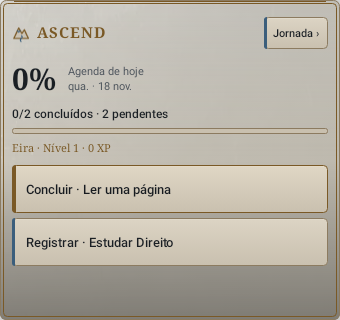 ASCEND
Jornada ›
0%
Agenda de hoje
qua. · 18 nov.
0/2 concluídos · 2 pendentes
Eira · Nível 1 · 0 XP
Concluir · Ler uma página
Registrar · Estudar Direito